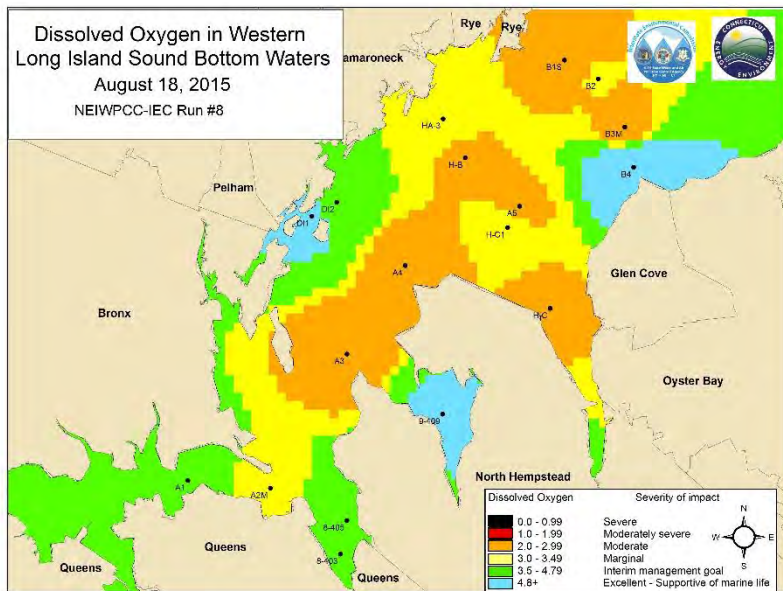 Dissolved Oxygen in Western
Long Island Sound Bottom Waters
August 18, 2015
NEIWPCC-IEC Run #8
Rye
Rye
amaroneck
B1S
B2
HA-3
B3M
H-B
B4
Pelham
DI2
DI1
A5
H-C1
A4
Glen Cove
Bronx
H-C
A3
Oyster Bay
9-409
North Hempstead
A1
A2M
8-405
8-403
Queens
Queens
Queens
Dissolved Oxygen Severity of impact
0.0 - 0.99 Severe
1.0 - 1.99 Moderately severe
2.0 - 2.99 Moderate
3.0 - 3.49 Marginal
3.5 - 4.79 Interim management goal
4.8+ Excellent - Supportive of marine life
N
W E
S
CONNECTICUT
ENVIRONMENT